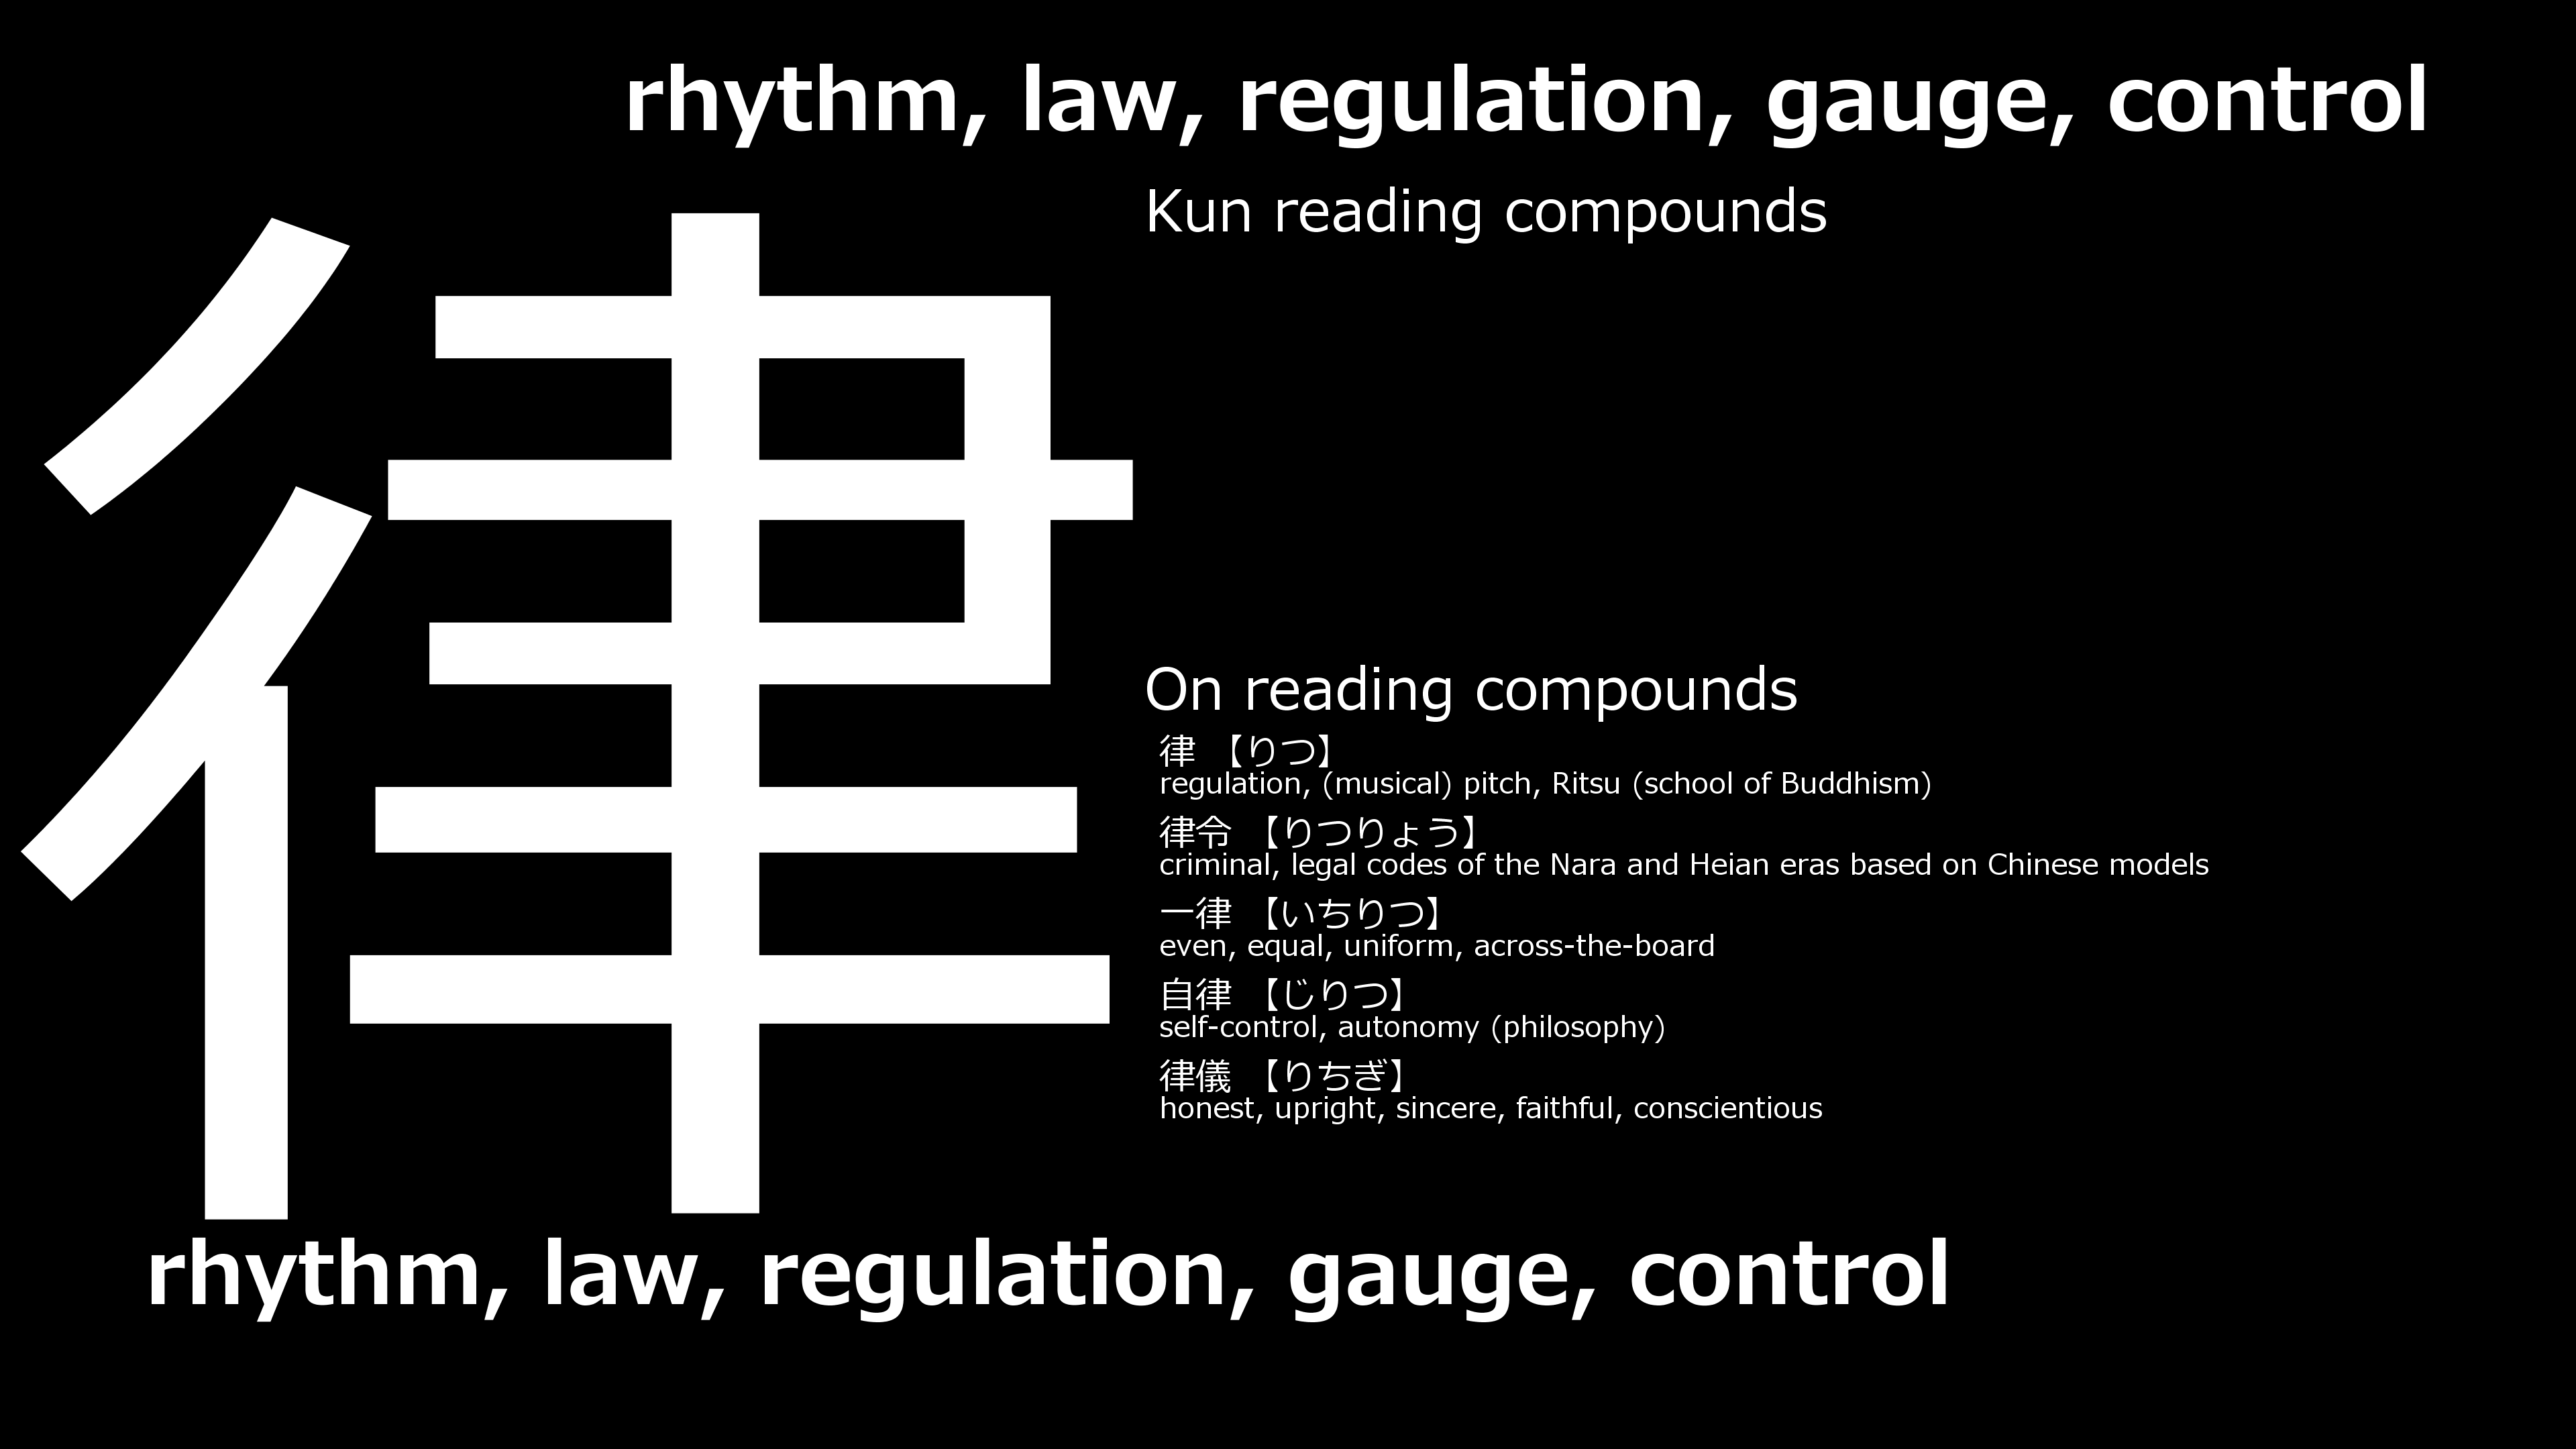 rhythm, law, regulation, gauge, control
律
Kun reading compounds
On reading compounds
律 【りつ】
regulation, (musical) pitch, Ritsu (school of Buddhism)
律令 【りつりょう】
criminal, legal codes of the Nara and Heian eras based on Chinese models
一律 【いちりつ】
even, equal, uniform, across-the-board
自律 【じりつ】
self-control, autonomy (philosophy)
律儀 【りちぎ】
honest, upright, sincere, faithful, conscientious
rhythm, law, regulation, gauge, control